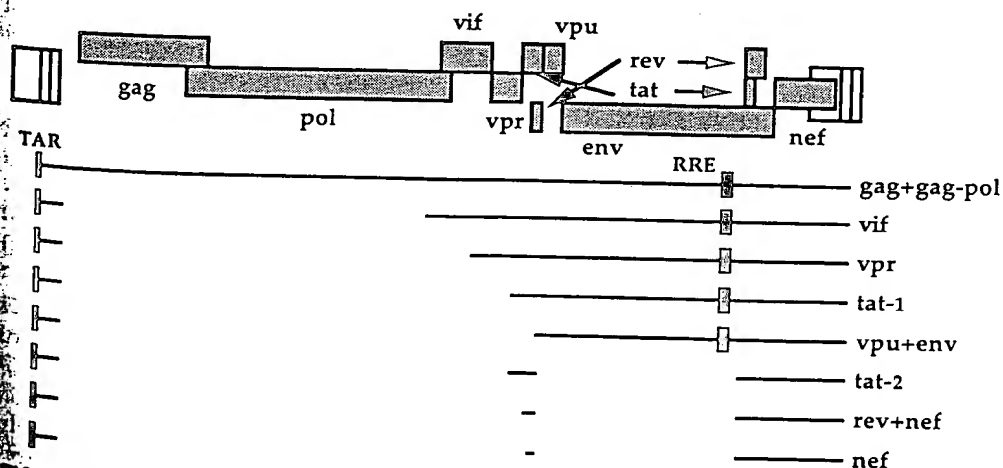 vif
vpu
rev
tat
gag
pol
vpr
env
nef
TAR
RRE
gag+gag-pol
vif
vpr
tat-1
vpu+env
tat-2
rev+nef
nef